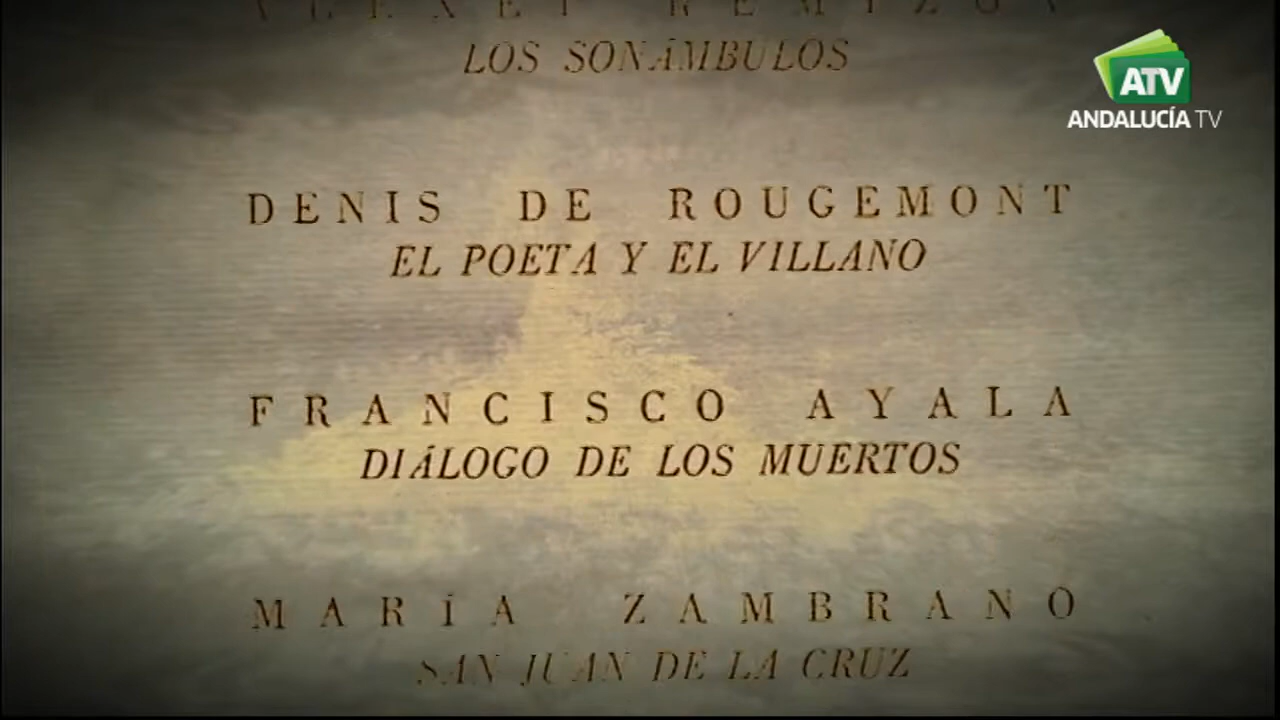 LOS SONÁMBULOS
ATV
ANDALUCÍA TV
DENIS DE ROUGEMONT
EL POETA Y EL VILLANO
FRANCISCO AYALA
DIÁLOGO DE LOS MUERTOS
MARÍA ZAMBRANO
SAN JUAN DE LA CRUZ